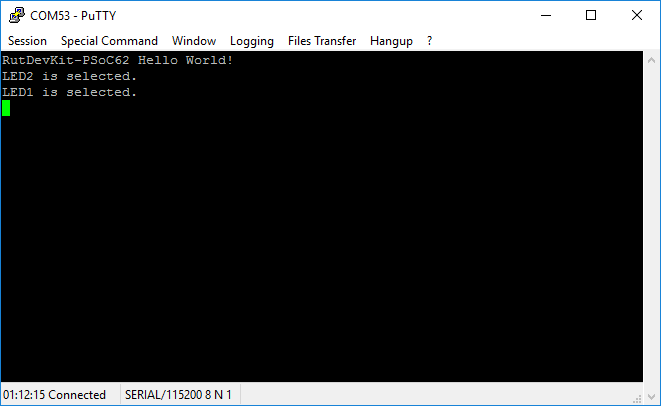 COM53 - PuTTY
Session Special Command Window Logging Files Transfer Hangup ?
RutDevKit-PSoC62 Hello World!
LED2 is selected.
LED1 is selected.
01:12:15 Connected SERIAL/115200 8 N 1